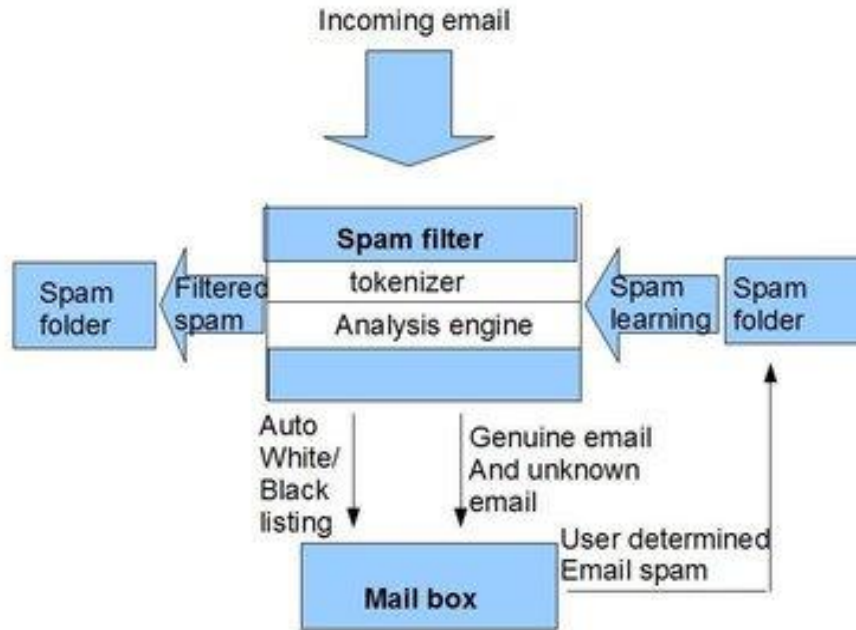 Incoming email
Spam filter
tokenizer
Analysis engine
Spam
folder
Filtered
spam
Spam
learning
Spam
folder
Auto
White/
Black
listing
Genuine email
And unknown
email
User determined
Email spam
Mail box